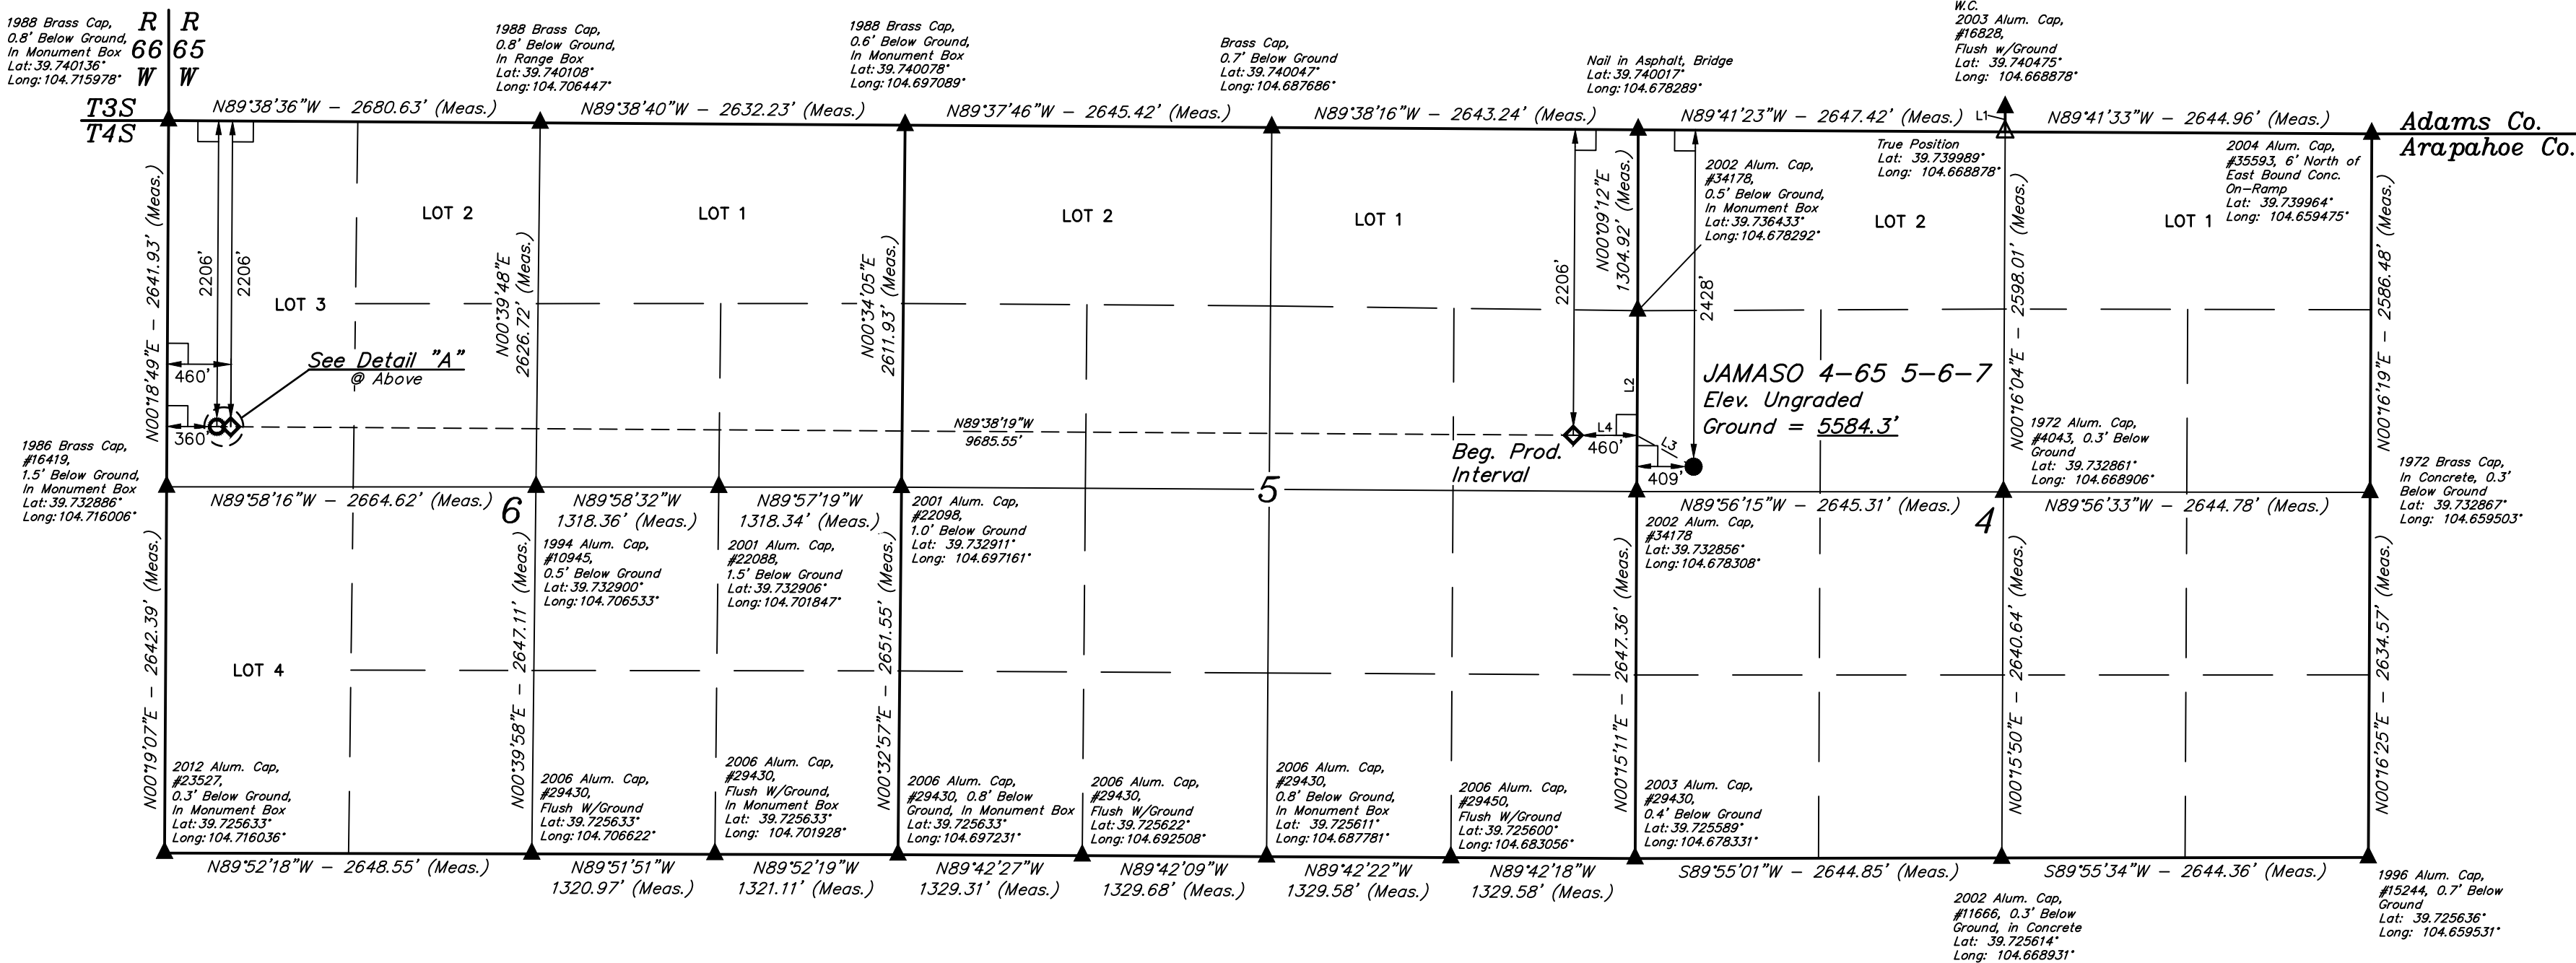 1988 Brass Cap,
0.8' Below Ground,
In Monument Box
Lat:39.740136°
Long:104.715978°
R R
66 65
W W
1988 Brass Cap,
0.8' Below Ground,
In Range Box
Lat:39.740108°
Long:104.706447°
1988 Brass Cap,
0.6' Below Ground,
In Monument Box
Lat:39.740078°
Long:104.697089°
Brass Cap,
0.7' Below Ground
Lat:39.740047°
Long:104.687686°
Nail in Asphalt, Bridge
Lat:39.740017°
Long:104.678289°
W.C.
2003 Alum. Cap,
#16828,
Flush w/Ground
Lat: 39.740475°
Long: 104.668878°
T3S
T4S
N89°38'36"W - 2680.63' (Meas.)
N89°38'40"W - 2632.23' (Meas.)
N89°37'46"W - 2645.42' (Meas.)
N89°38'16"W - 2643.24' (Meas.)
N89°41'23"W - 2647.42' (Meas.)
L1
N89°41'33"W - 2644.96' (Meas.)
Adams Co.
Arapahoe Co.
True Position
Lat: 39.739989°
Long: 104.668878°
2004 Alum. Cap,
#35593, 6' North of
East Bound Conc.
On-Ramp
Lat: 39.739964°
Long: 104.659475°
2002 Alum. Cap,
#34178,
0.5' Below Ground,
In Monument Box
Lat:39.736433°
Long:104.678292°
LOT 2
LOT 1
LOT 2
LOT 1
LOT 2
LOT 1
LOT 3
N00°18'49"E - 2641.93' (Meas.)
2206'
2206'
N00°39'48"E
2626.72' (Meas.)
N00°34'05"E
2611.93' (Meas.)
2206'
N00°09'12"E
1304.92' (Meas.)
2428'
N00°16'04"E - 2598.01' (Meas.)
N00°16'19"E - 2586.48' (Meas.)
See Detail "A"
@ Above
460'
360'
N89°38'19"W
9685.55'
L2
L4
L3
460'
409'
Beg. Prod.
Interval
JAMASO 4-65 5-6-7
Elev. Ungraded
Ground = 5584.3'
1972 Alum. Cap,
#4043, 0.3' Below
Ground
Lat: 39.732861°
Long: 104.668906°
1986 Brass Cap,
#16419,
1.5' Below Ground,
In Monument Box
Lat:39.732886°
Long:104.716006°
1972 Brass Cap,
In Concrete, 0.3'
Below Ground
Lat: 39.732867°
Long: 104.659503°
N89°58'16"W - 2664.62' (Meas.)
6
N89°58'32"W
1318.36' (Meas.)
N89°57'19"W
1318.34' (Meas.)
5
N89°56'15"W - 2645.31' (Meas.)
4
N89°56'33"W - 2644.78' (Meas.)
1994 Alum. Cap,
#10945,
0.5' Below Ground
Lat:39.732900°
Long:104.706533°
2001 Alum. Cap,
#22088,
1.5' Below Ground
Lat:39.732906°
Long:104.701847°
2001 Alum. Cap,
#22098,
1.0' Below Ground
Lat: 39.732911°
Long: 104.697161°
2002 Alum. Cap,
#34178
Lat:39.732856°
Long:104.678308°
N00°19'07"E - 2642.39' (Meas.)
N00°39'58"E - 2647.11' (Meas.)
N00°32'57"E - 2651.55' (Meas.)
N00°15'11"E - 2647.36' (Meas.)
N00°15'50"E - 2640.64' (Meas.)
N00°16'25"E - 2634.57' (Meas.)
LOT 4
2012 Alum. Cap,
#23527,
0.3' Below Ground,
In Monument Box
Lat:39.725633°
Long:104.716036°
2006 Alum. Cap,
#29430,
Flush W/Ground
Lat:39.725633°
Long:104.706622°
2006 Alum. Cap,
#29430,
Flush W/Ground,
In Monument Box
Lat: 39.725633°
Long: 104.701928°
2006 Alum. Cap,
#29430, 0.8' Below
Ground, In Monument Box
Lat:39.725633°
Long:104.697231°
2006 Alum. Cap,
#29430,
Flush W/Ground
Lat:39.725622°
Long:104.692508°
2006 Alum. Cap,
#29430,
0.8' Below Ground,
In Monument Box
Lat: 39.725611°
Long:104.687781°
2006 Alum. Cap,
#29450,
Flush W/Ground
Lat:39.725600°
Long:104.683056°
2003 Alum. Cap,
#29430,
0.4' Below Ground
Lat:39.725589°
Long:104.678331°
N89°52'18"W - 2648.55' (Meas.)
N89°51'51"W
1320.97' (Meas.)
N89°52'19"W
1321.11' (Meas.)
N89°42'27"W
1329.31' (Meas.)
N89°42'09"W
1329.68' (Meas.)
N89°42'22"W
1329.58' (Meas.)
N89°42'18"W
1329.58' (Meas.)
S89°55'01"W - 2644.85' (Meas.)
S89°55'34"W - 2644.36' (Meas.)
2002 Alum. Cap,
#11666, 0.3' Below
Ground, in Concrete
Lat: 39.725614°
Long: 104.668931°
1996 Alum. Cap,
#15244, 0.7' Below
Ground
Lat: 39.725636°
Long: 104.659531°